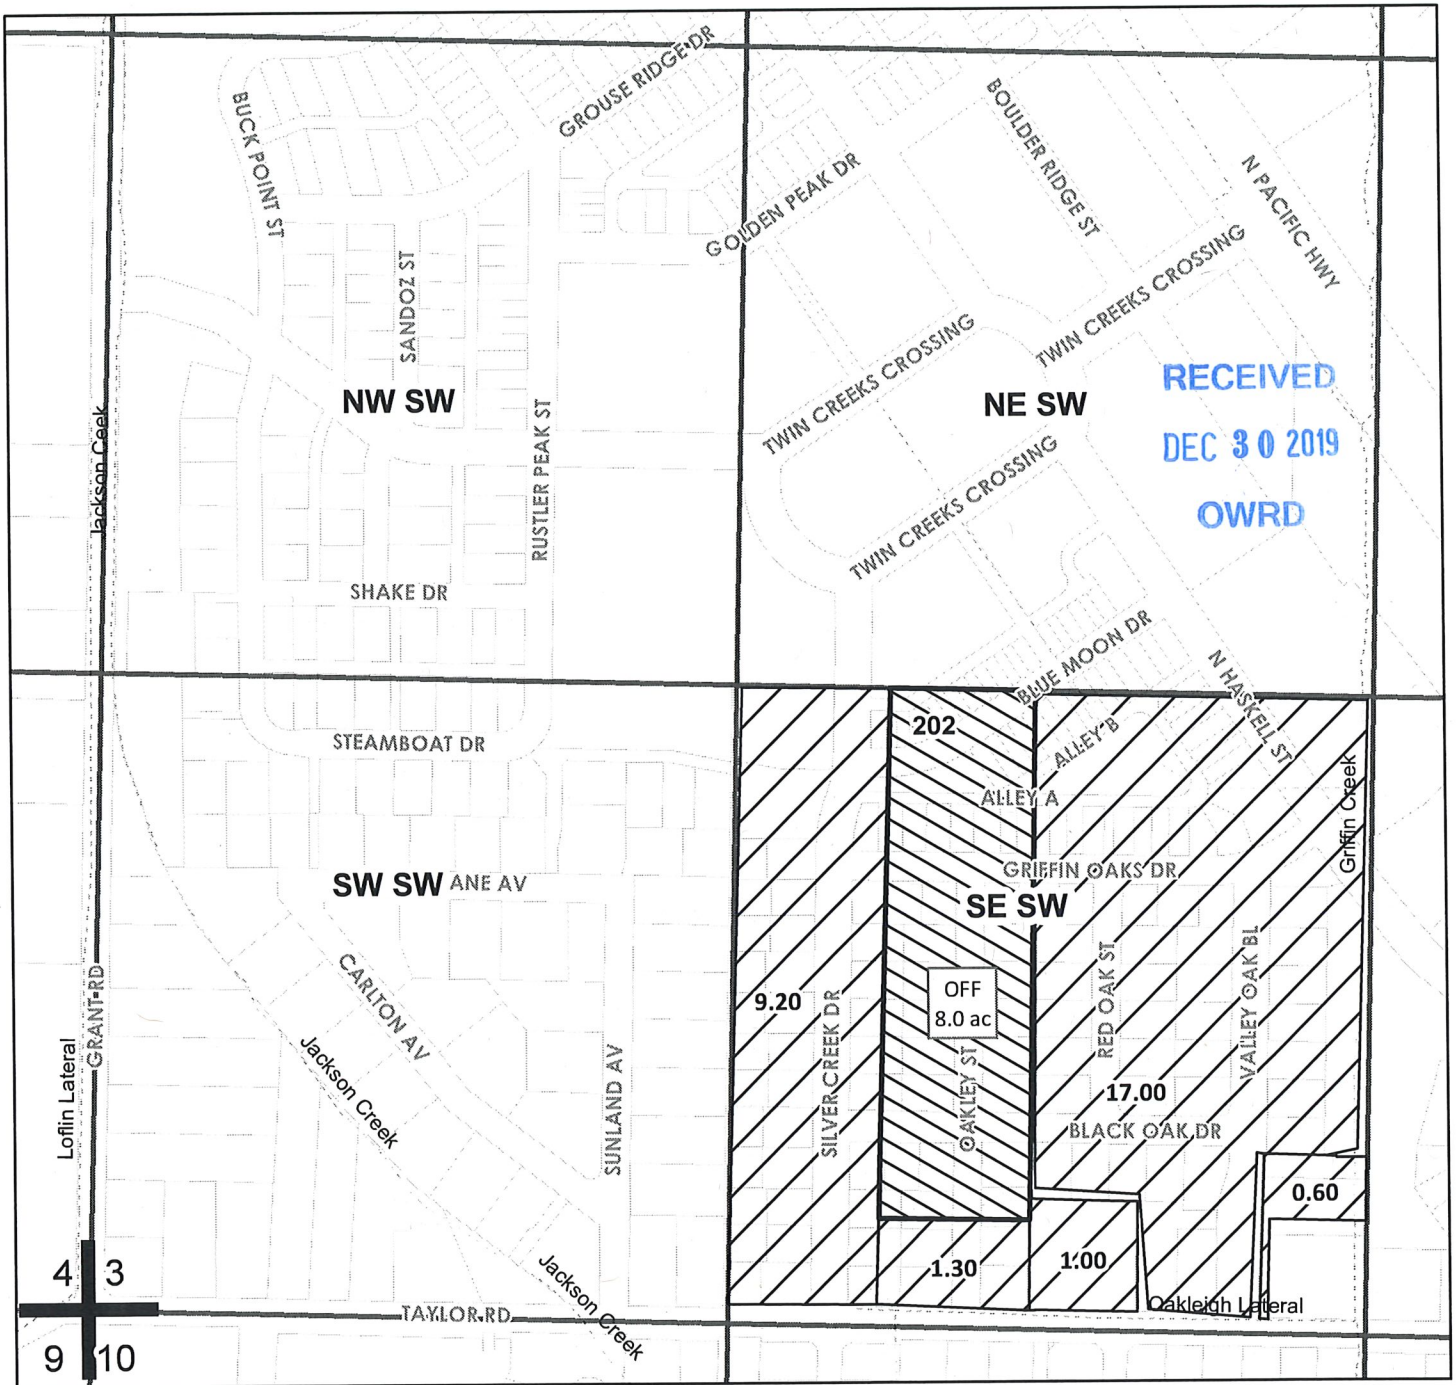 GROUSE RIDGE DR
BUCK POINT ST
BOULDER RIDGE ST
GOLDEN PEAK DR
N PACIFIC HWY
SANDOZ ST
TWIN CREEKS CROSSING
TWIN CREEKS CROSSING
RECEIVED
NW SW
NE SW
DEC 30 2019
Jackson Ceek
RUSTLER PEAK ST
TWIN CREEKS CROSSING
OWRD
SHAKE DR
BLUE MOON DR
N HASKELL ST
202
STEAMBOAT DR
ALLEY B
ALLEY A
Griffin Creek
GRIFFIN OAKS DR
SW SW
ANE AV
SE SW
CARLTON AV
9.20
OFF
8.0 ac
GRANT RD
SILVER CREEK DR
RED OAK ST
VALLEY OAK BL
Loflin Lateral
Jackson Creek
SUNLAND AV
OAKLEY ST
17.00
BLACK OAK DR
0.60
4 3
1.30
1.00
Jackson Creek
TAYLOR RD
Oakleigh Lateral
9 10